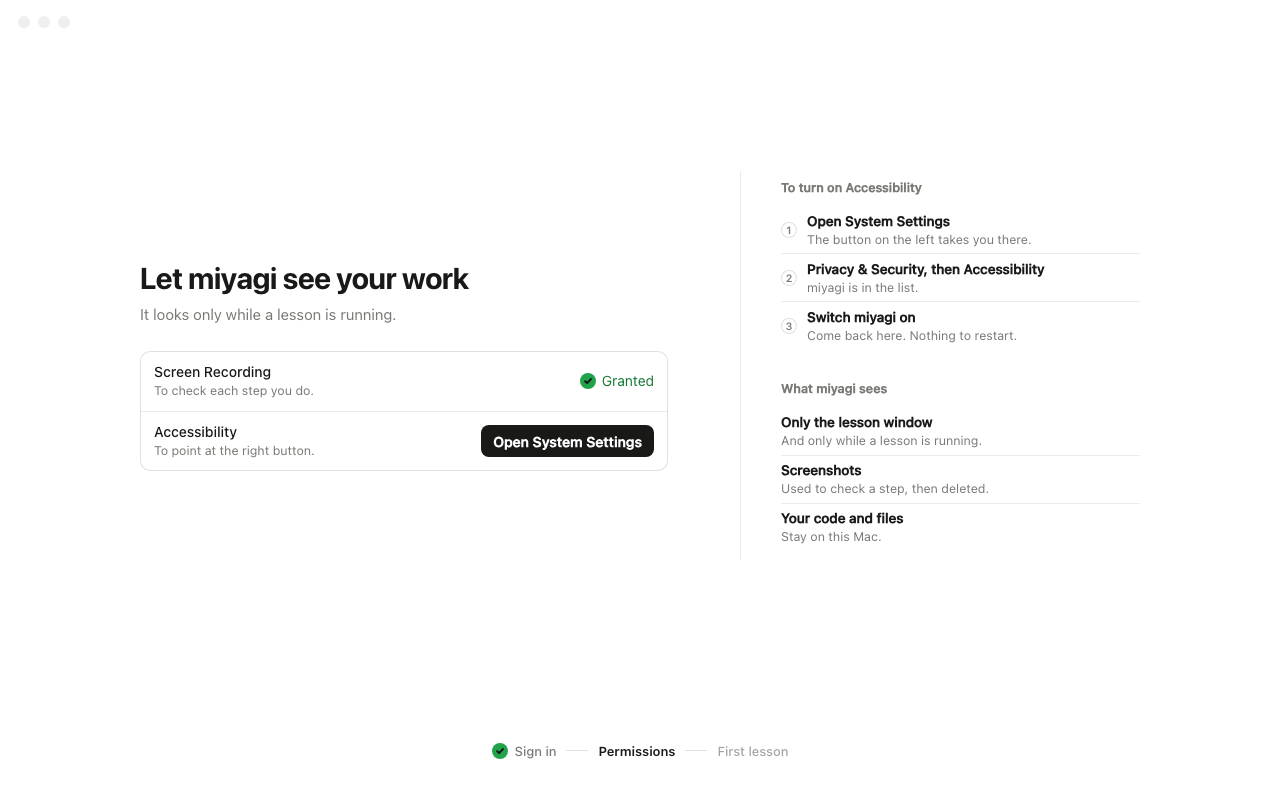 Let miyagi see your work
It looks only while a lesson is running.
Screen Recording
To check each step you do.
Granted
Accessibility
To point at the right button.
Open System Settings
To turn on Accessibility
1
Open System Settings
The button on the left takes you there.
2
Privacy & Security, then Accessibility
miyagi is in the list.
3
Switch miyagi on
Come back here. Nothing to restart.
What miyagi sees
Only the lesson window
And only while a lesson is running.
Screenshots
Used to check a step, then deleted.
Your code and files
Stay on this Mac.
Sign in
Permissions
First lesson